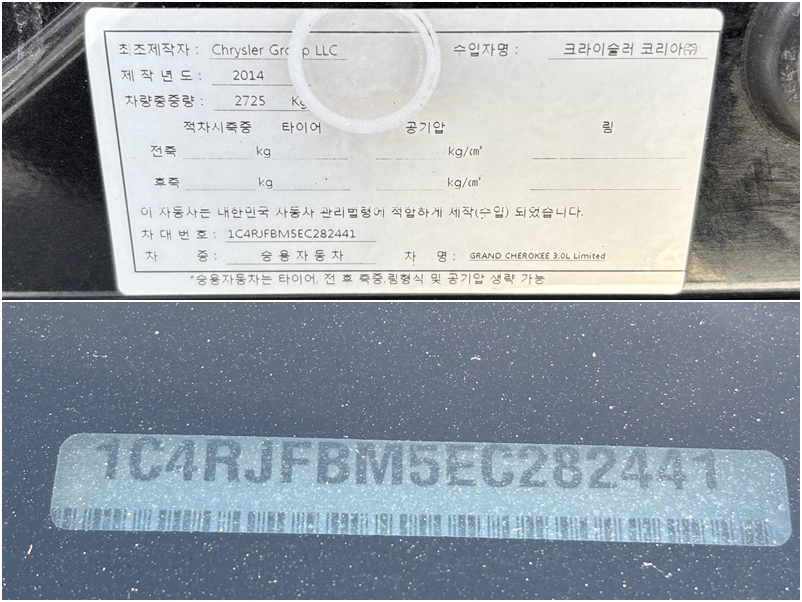 최초제작자 : Chrysler Group LLC 수입자명 : 크라이슬러 코리아㈜
제 작 년 도 : 2014
차량총중량 : 2725 Kg
적차시축중 타이어 공기압 림
전축 kg kg/㎠
후축 kg kg/㎠
이 자동차는 대한민국 자동차 관리법령에 적합하게 제작(수입) 되었습니다.
차 대 번 호 : 1C4RJFBM5EC282441
차 종 : 승 용 자 동 차 차 명 : GRAND CHEROKEE 3.0L Limited
*승용자동차는 타이어, 전 후 축중,림형식 및 공기압 생략 가능
1C4RJFBM5EC282441